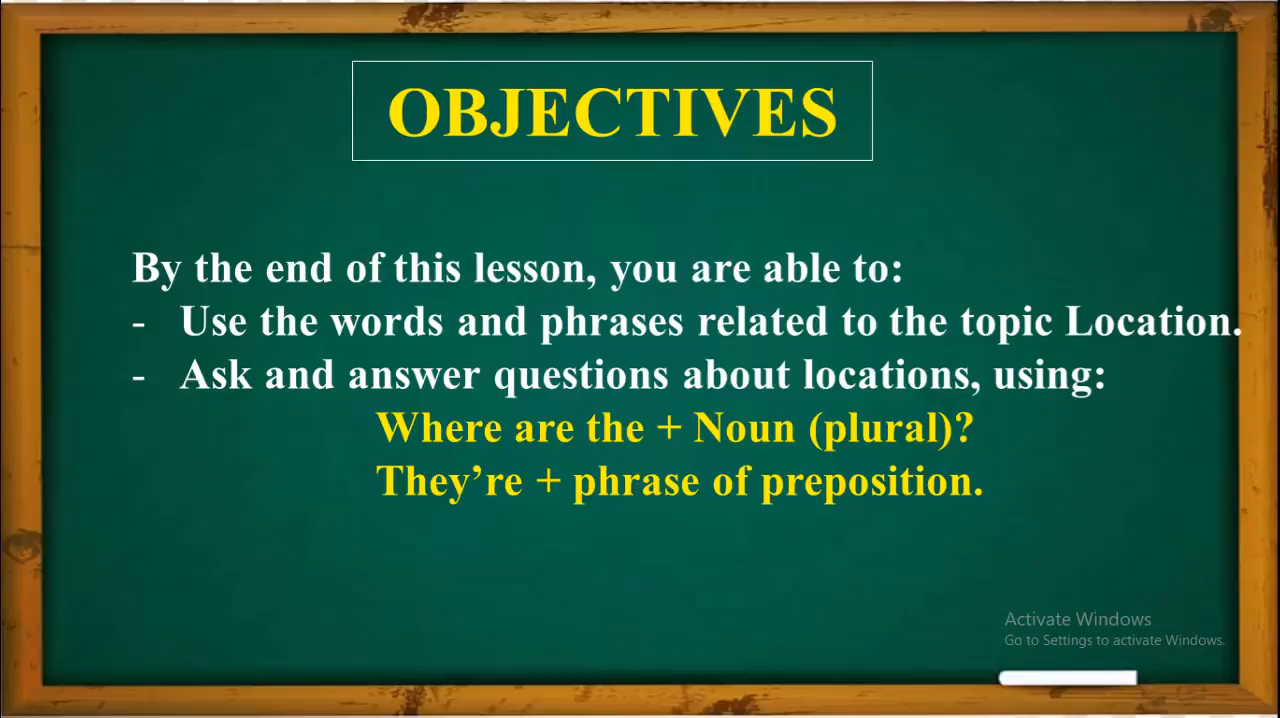 OBJECTIVES
By the end of this lesson, you are able to:
- Use the words and phrases related to the topic Location.
- Ask and answer questions about locations, using:
Where are the + Noun (plural)?
They’re + phrase of preposition.
Activate Windows
Go to Settings to activate Windows.